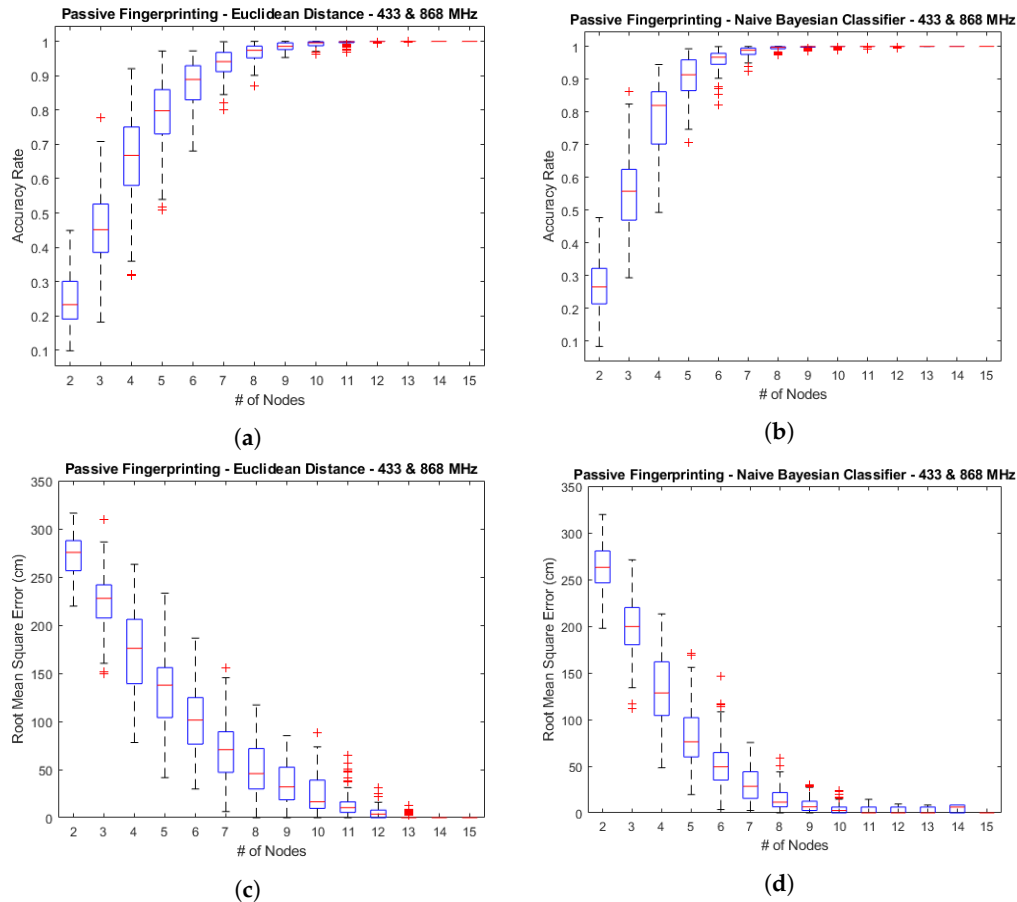 Passive Fingerprinting - Euclidean Distance - 433 & 868 MHz
Accuracy Rate
1
0.9
0.8
0.7
0.6
0.5
0.4
0.3
0.2
0.1
2 3 4 5 6 7 8 9 10 11 12 13 14 15
# of Nodes
(a)
Passive Fingerprinting - Naive Bayesian Classifier - 433 & 868 MHz
Accuracy Rate
1
0.9
0.8
0.7
0.6
0.5
0.4
0.3
0.2
0.1
2 3 4 5 6 7 8 9 10 11 12 13 14 15
# of Nodes
(b)
Passive Fingerprinting - Euclidean Distance - 433 & 868 MHz
Root Mean Square Error (cm)
350
300
250
200
150
100
50
0
2 3 4 5 6 7 8 9 10 11 12 13 14 15
# of Nodes
(c)
Passive Fingerprinting - Naive Bayesian Classifier - 433 & 868 MHz
Root Mean Square Error (cm)
350
300
250
200
150
100
50
0
2 3 4 5 6 7 8 9 10 11 12 13 14 15
# of Nodes
(d)